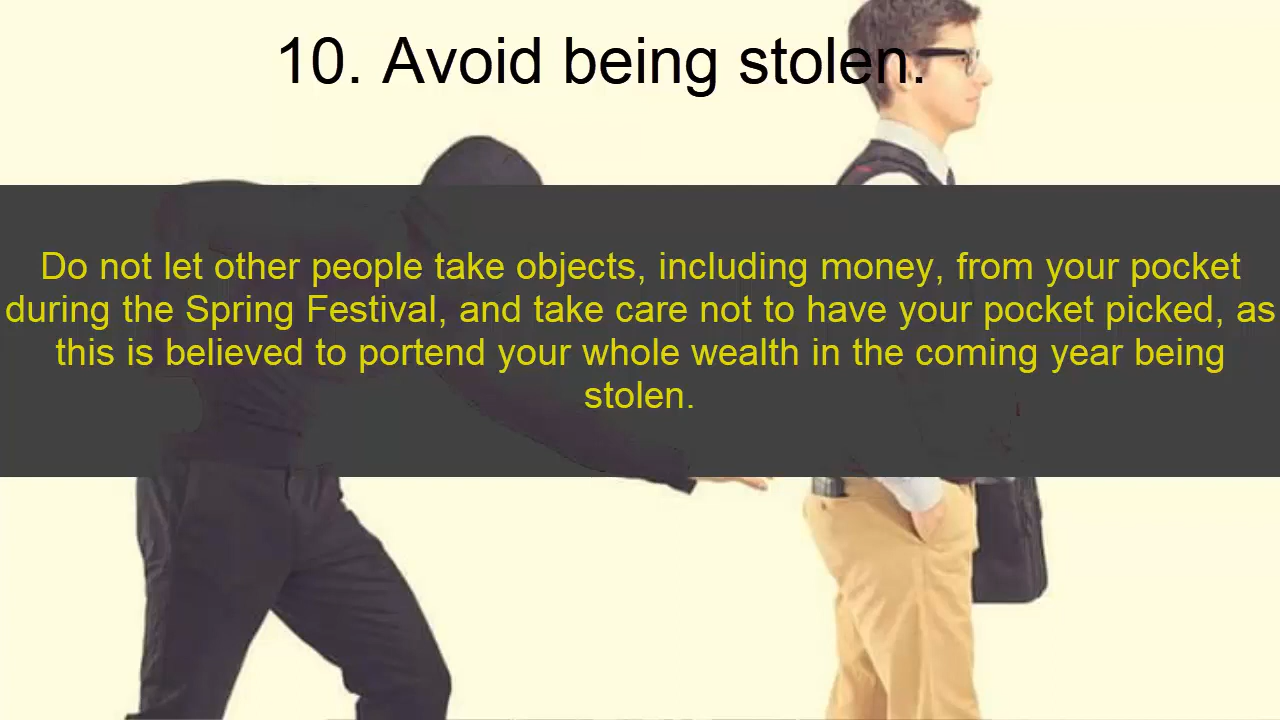 10. Avoid being stolen.
Do not let other people take objects, including money, from your pocket
during the Spring Festival, and take care not to have your pocket picked, as
this is believed to portend your whole wealth in the coming year being
stolen.